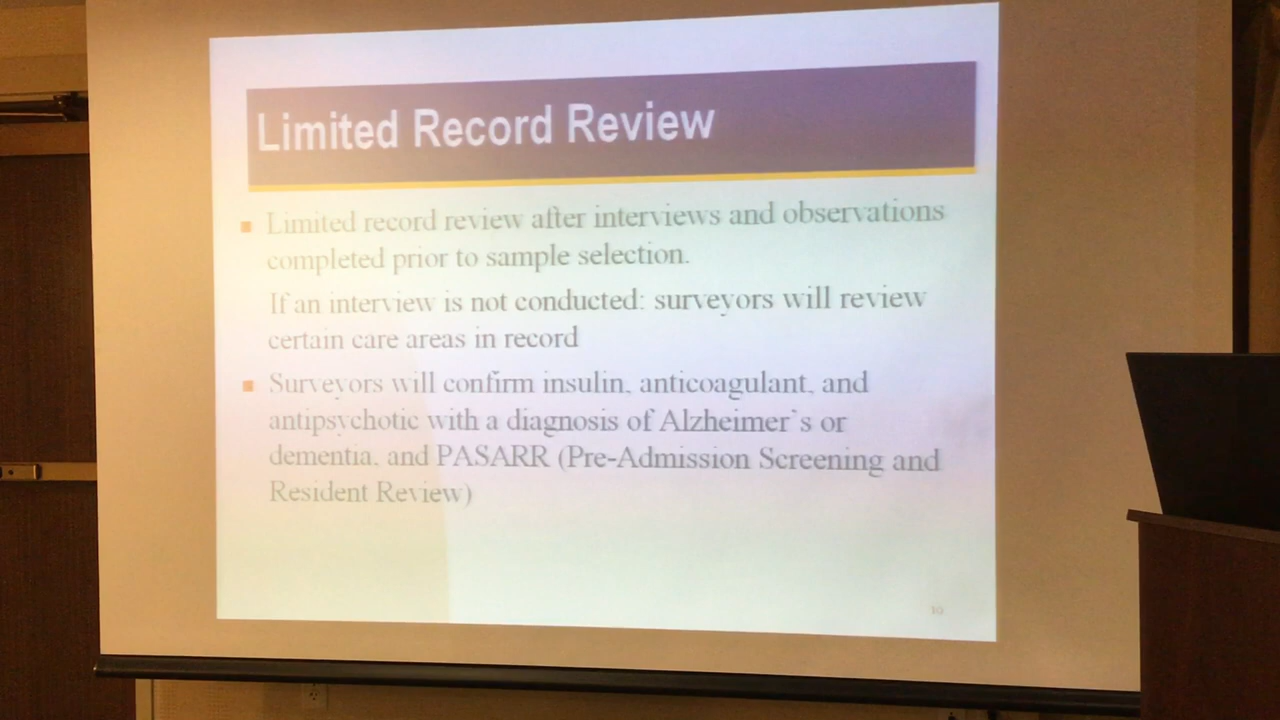 Limited Record Review
Limited record review after interviews and observations
completed prior to sample selection.
If an interview is not conducted: surveyors will review
certain care areas in record
Surveyors will confirm insulin, anticoagulant, and
antipsychotic with a diagnosis of Alzheimer's or
dementia, and PASARR (Pre-Admission Screening and
Resident Review)
10